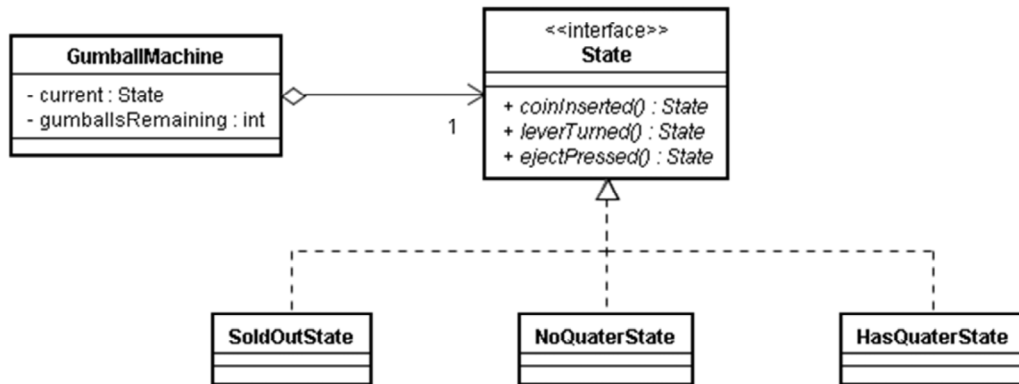 GumballMachine
- current : State
- gumballsRemaining : int
1
<<interface>>
State
+ coinInserted() : State
+ leverTurned() : State
+ ejectPressed() : State
SoldOutState
NoQuaterState
HasQuaterState